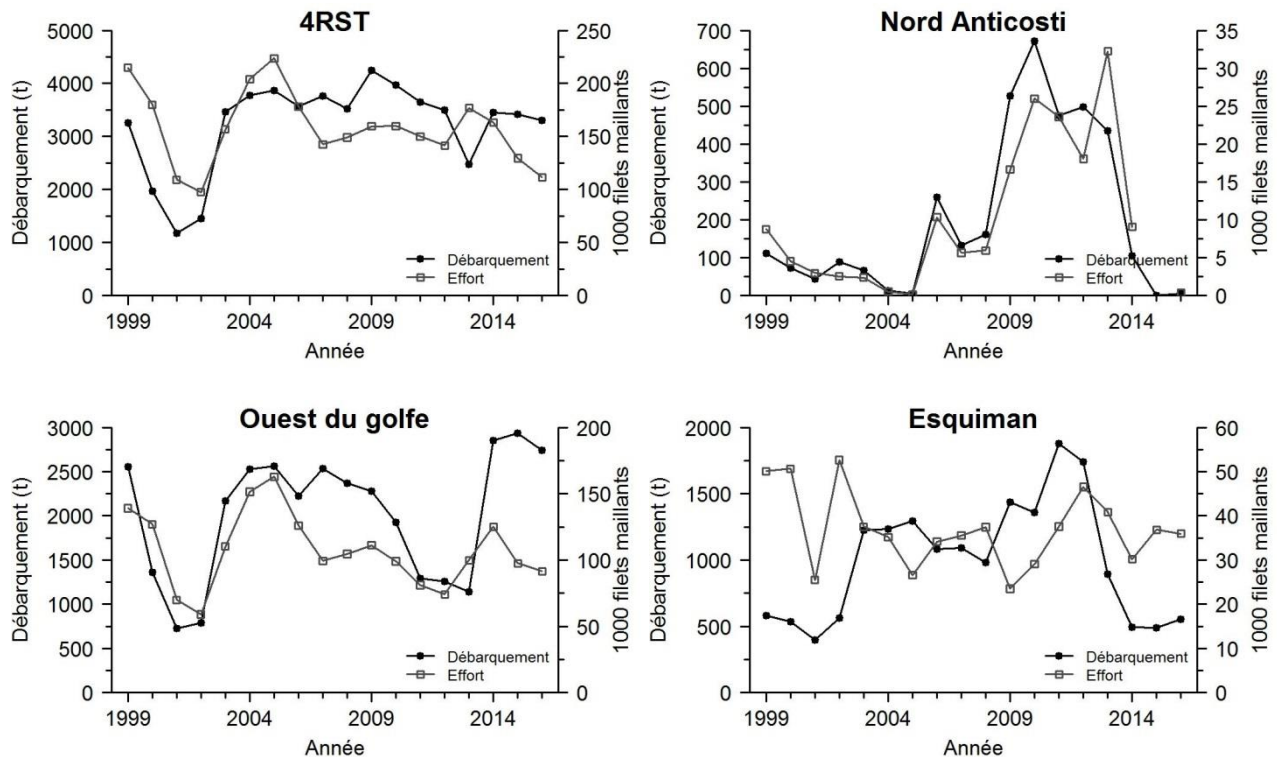 4RST
Débarquement (t)
5000
4000
3000
2000
1000
0
250
200
150
100
50
0
1000 filets maillants
Débarquement
Effort
1999
2004
2009
2014
Année
Nord Anticosti
Débarquement (t)
700
600
500
400
300
200
100
0
35
30
25
20
15
10
5
0
1000 filets maillants
Débarquement
Effort
1999
2004
2009
2014
Année
Ouest du golfe
Débarquement (t)
3000
2500
2000
1500
1000
500
0
200
150
100
50
0
1000 filets maillants
Débarquement
Effort
1999
2004
2009
2014
Année
Esquiman
Débarquement (t)
2000
1500
1000
500
0
60
50
40
30
20
10
0
1000 filets maillants
Débarquement
Effort
1999
2004
2009
2014
Année